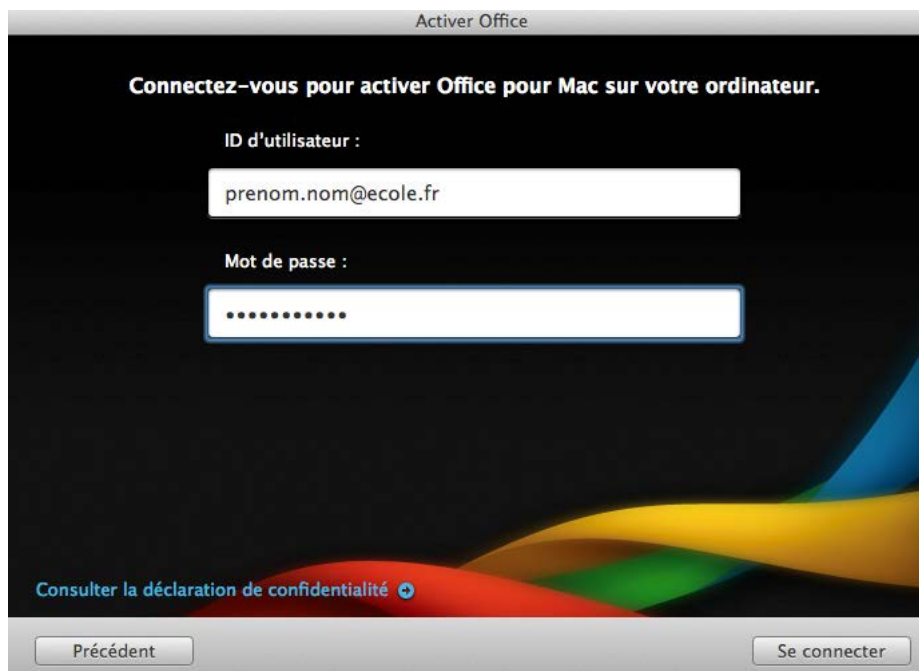 Activer Office
Connectez-vous pour activer Office pour Mac sur votre ordinateur.
ID d'utilisateur :
prenom.nom@ecole.fr
Mot de passe :
•••••••••••
Consulter la déclaration de confidentialité
Précédent
Se connecter